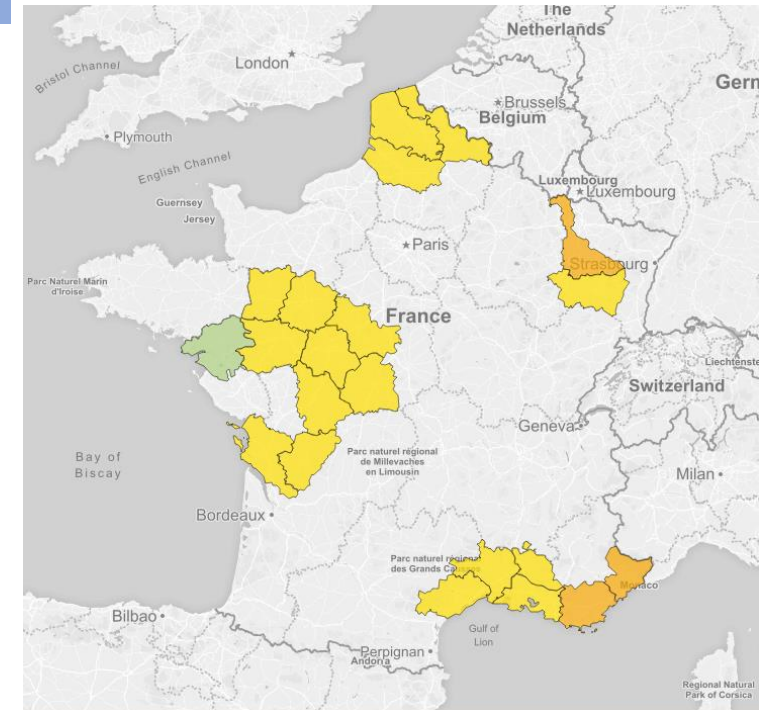 The
Netherlands
London
Bristol Channel
Germ
Brussels
Belgium
Plymouth
English Channel
Luxembourg
Luxembourg
Guernsey
Jersey
Paris
Strasbourg
Parc Naturel Marin
d'Iroise
France
Liechtenste
Switzerland
Geneva
Bay of
Biscay
Parc naturel régional
de Millevaches
en Limousin
Milan
Bordeaux
Parc naturel régional
des Grands Causses
Monaco
Bilbao
Gulf of
Lion
Perpignan
Andorra
Regional Natural
Park of Corsica